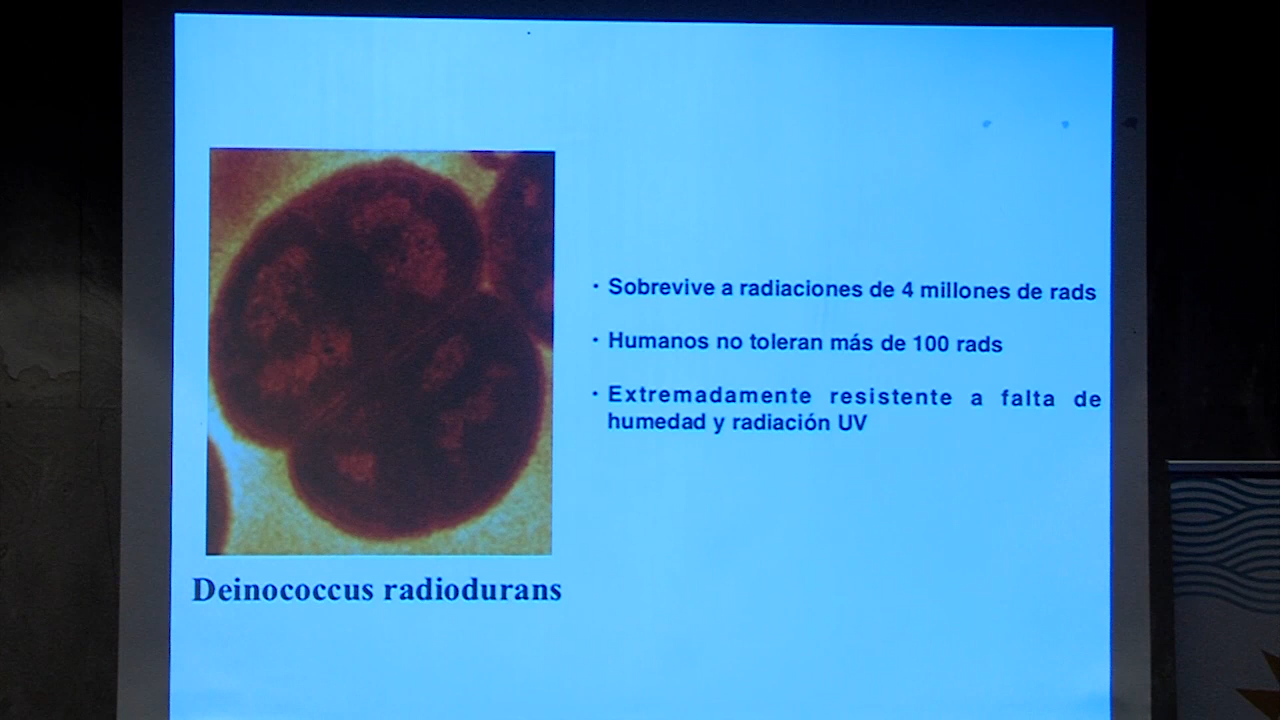 • Sobrevive a radiaciones de 4 millones de rads
• Humanos no toleran más de 100 rads
• Extremadamente resistente a falta de
humedad y radiación UV
Deinococcus radiodurans